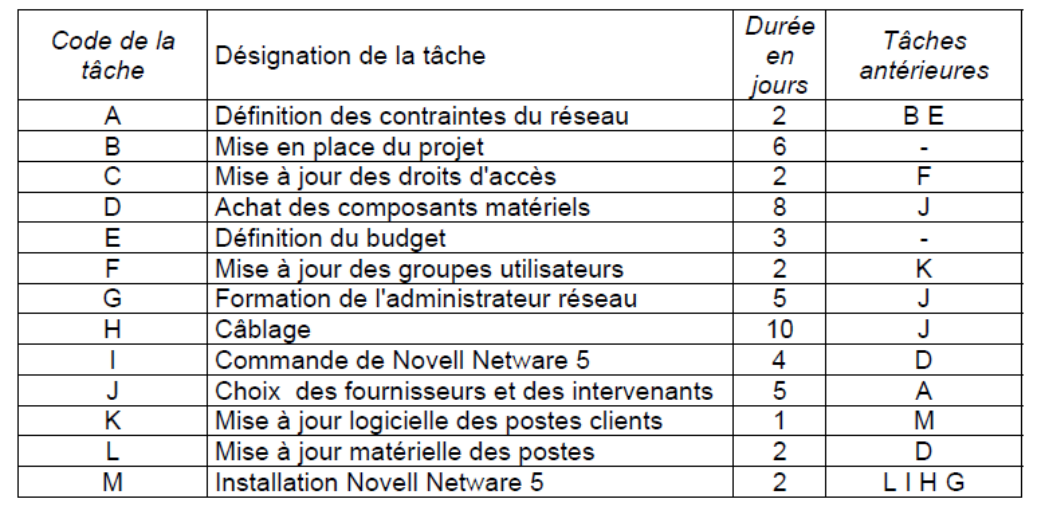 Code de la tâche | Désignation de la tâche | Durée en jours | Tâches antérieures
A | Définition des contraintes du réseau | 2 | B E
B | Mise en place du projet | 6 | -
C | Mise à jour des droits d'accès | 2 | F
D | Achat des composants matériels | 8 | J
E | Définition du budget | 3 | -
F | Mise à jour des groupes utilisateurs | 2 | K
G | Formation de l'administrateur réseau | 5 | J
H | Câblage | 10 | J
I | Commande de Novell Netware 5 | 4 | D
J | Choix des fournisseurs et des intervenants | 5 | A
K | Mise à jour logicielle des postes clients | 1 | M
L | Mise à jour matérielle des postes | 2 | D
M | Installation Novell Netware 5 | 2 | L I H G